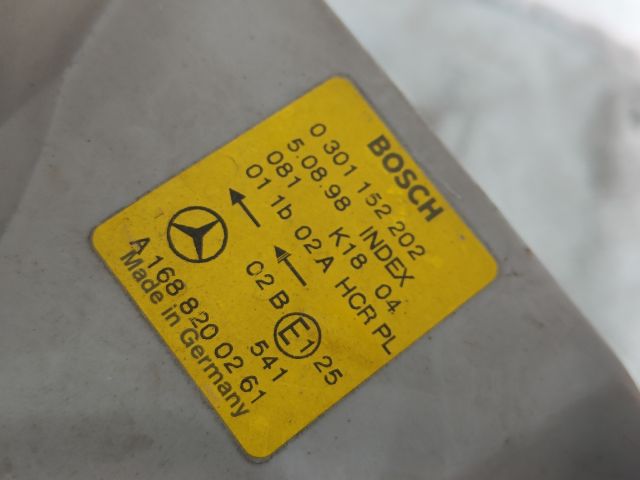 BOSCH
0 301 152 202
5.08.98 INDEX
081 K18 04
01 1b 02A HCR PL
02 B E1 25
541
A 168 820 02 61
Made in Germany